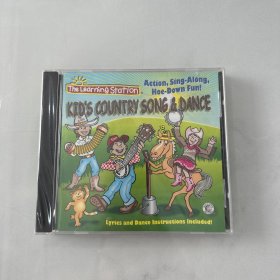 The Learning Station
Action, Sing-Along,
Hoe-Down Fun!
KID'S COUNTRY SONG & DANCE
Lyrics and Dance Instructions Included!